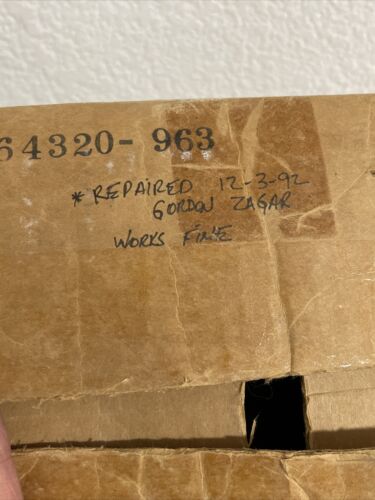 64320-963
*REPAIRED 12-3-92
GORDON ZAGAR
WORKS FINE